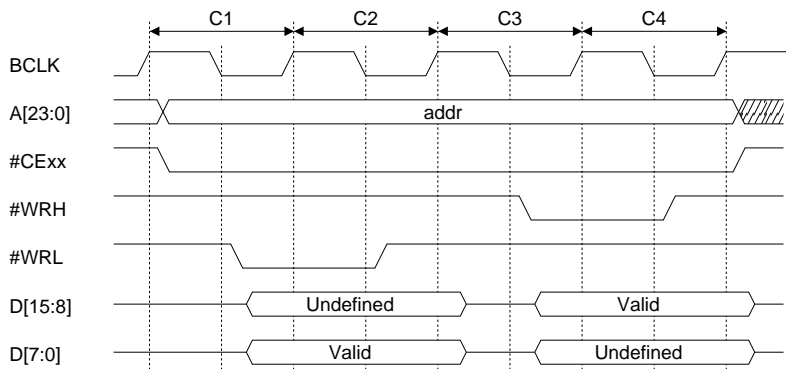 C1 C2 C3 C4
BCLK
A[23:0] addr
#CExx
#WRH
#WRL
D[15:8] Undefined Valid
D[7:0] Valid Undefined